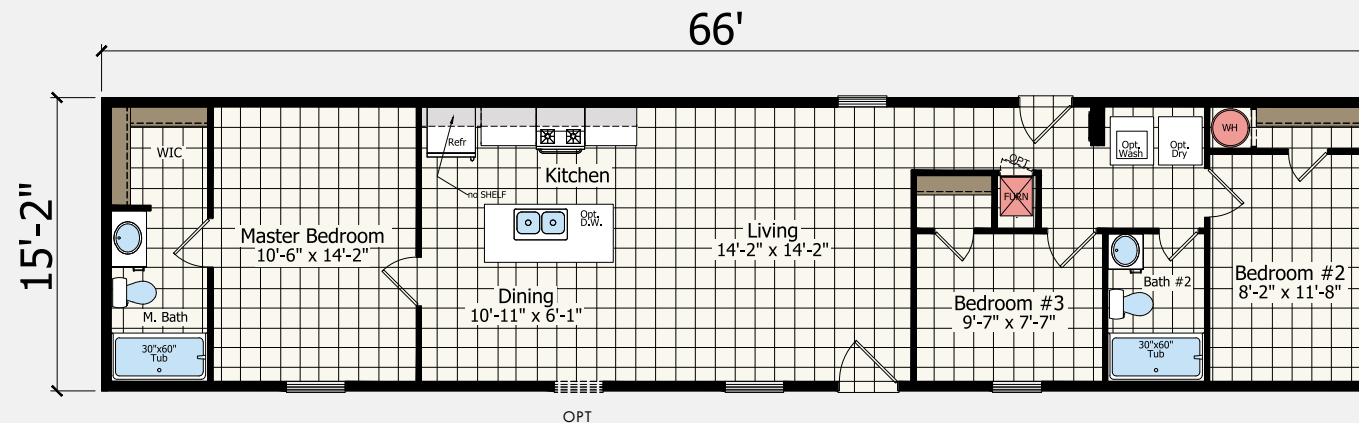 66'
15'-2"
WIC
Master Bedroom
10'-6" x 14'-2"
M. Bath
30"x60"
Tub
Refr
no SHELF
Kitchen
Opt.
D.W.
Dining
10'-11" x 6'-1"
Living
14'-2" x 14'-2"
OPT
FURN
Opt.
Wash
Opt.
Dry
WH
Bedroom #3
9'-7" x 7'-7"
Bath #2
30"x60"
Tub
Bedroom #2
8'-2" x 11'-8"
OPT